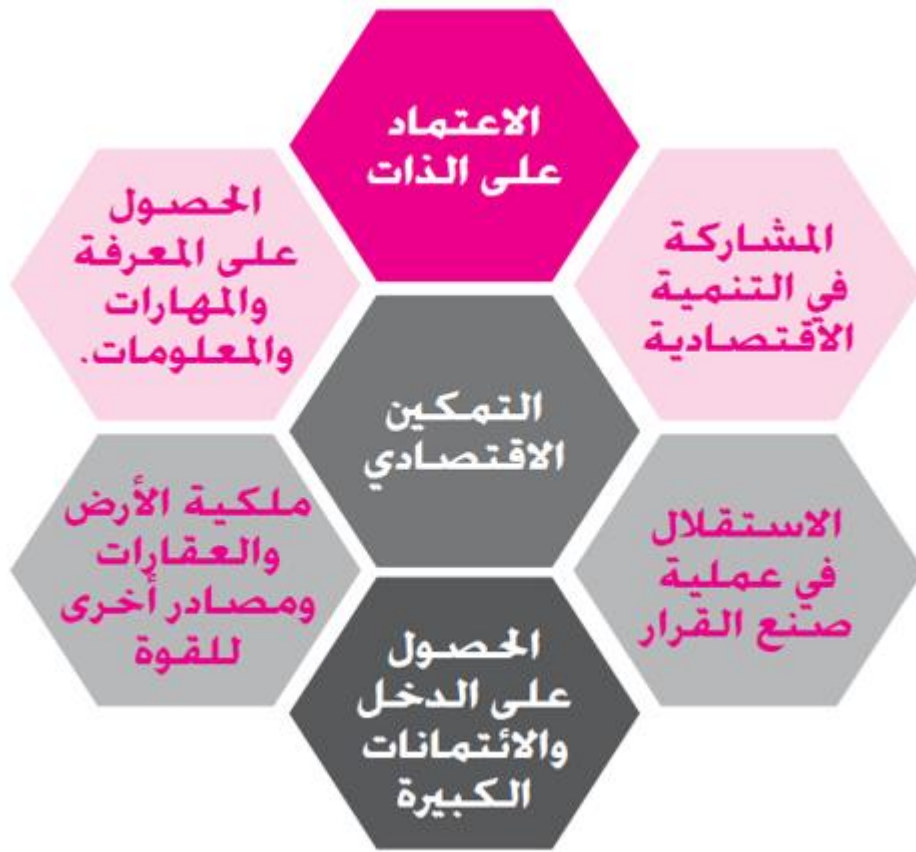 الاعتماد
على الذات
المشاركة
في التنمية
الاقتصادية
الحصول
على المعرفة
والمهارات
والمعلومات.
التمكين
الاقتصادي
الاستقلال
في عملية
صنع القرار
ملكية الأرض
والعقارات
ومصادر أخرى
للقوة
الحصول
على الدخل
والائتمانات
الكبيرة